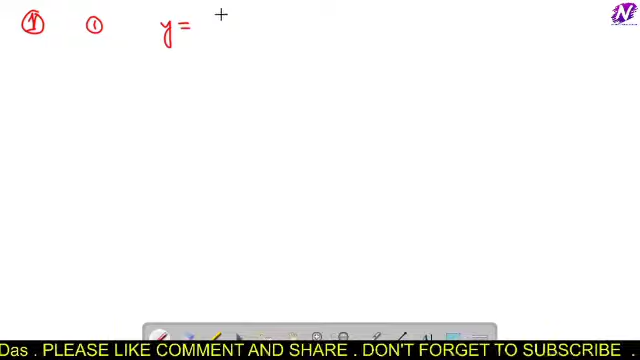 ① ① y =
Das . PLEASE LIKE COMMENT AND SHARE . DON'T FORGET TO SUBSCRIBE .